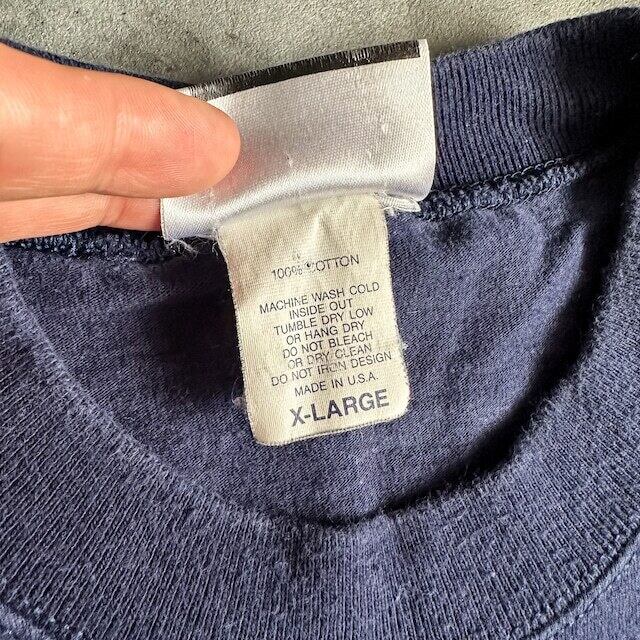 100% COTTON
MACHINE WASH COLD
INSIDE OUT
TUMBLE DRY LOW
OR HANG DRY
DO NOT BLEACH
OR DRY CLEAN
DO NOT IRON DESIGN
MADE IN U.S.A.
X-LARGE